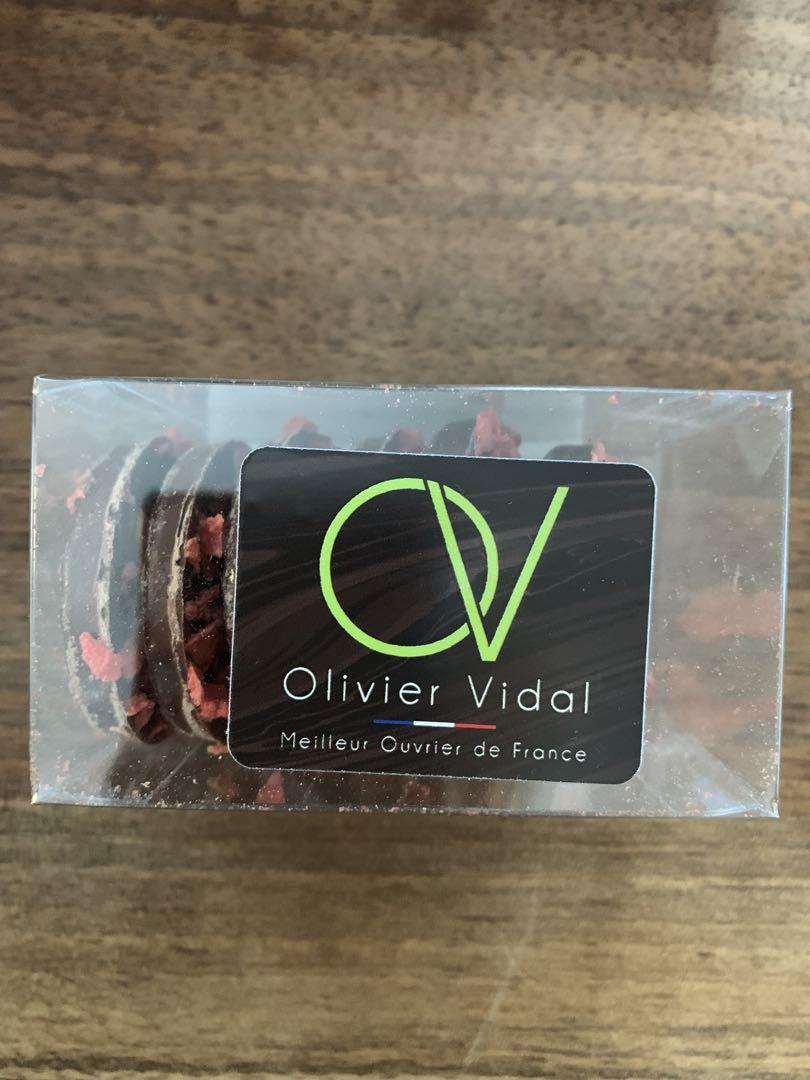 OV
Olivier Vidal
Meilleur Ouvrier de France